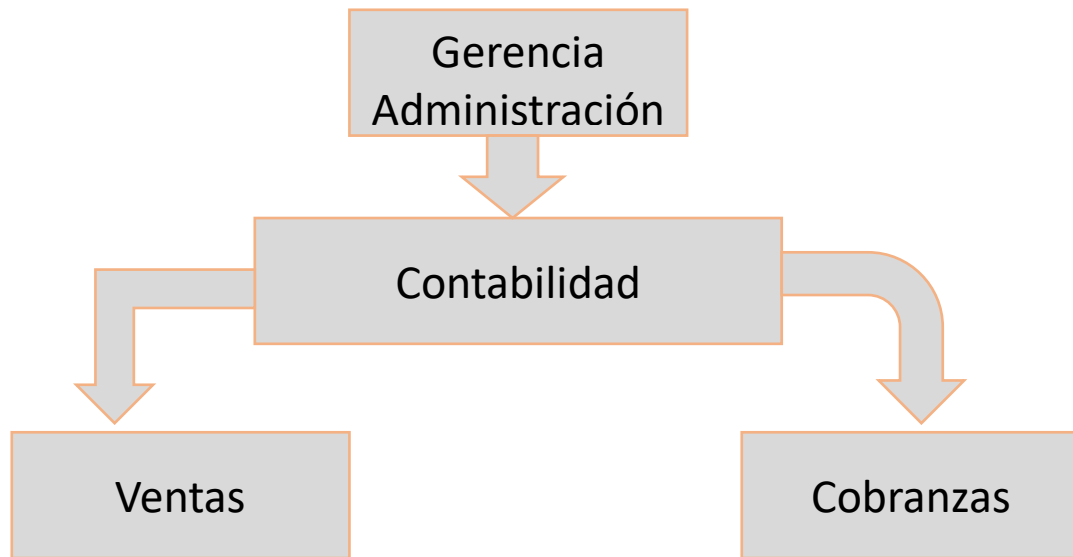 Gerencia
Administración
Contabilidad
Ventas
Cobranzas